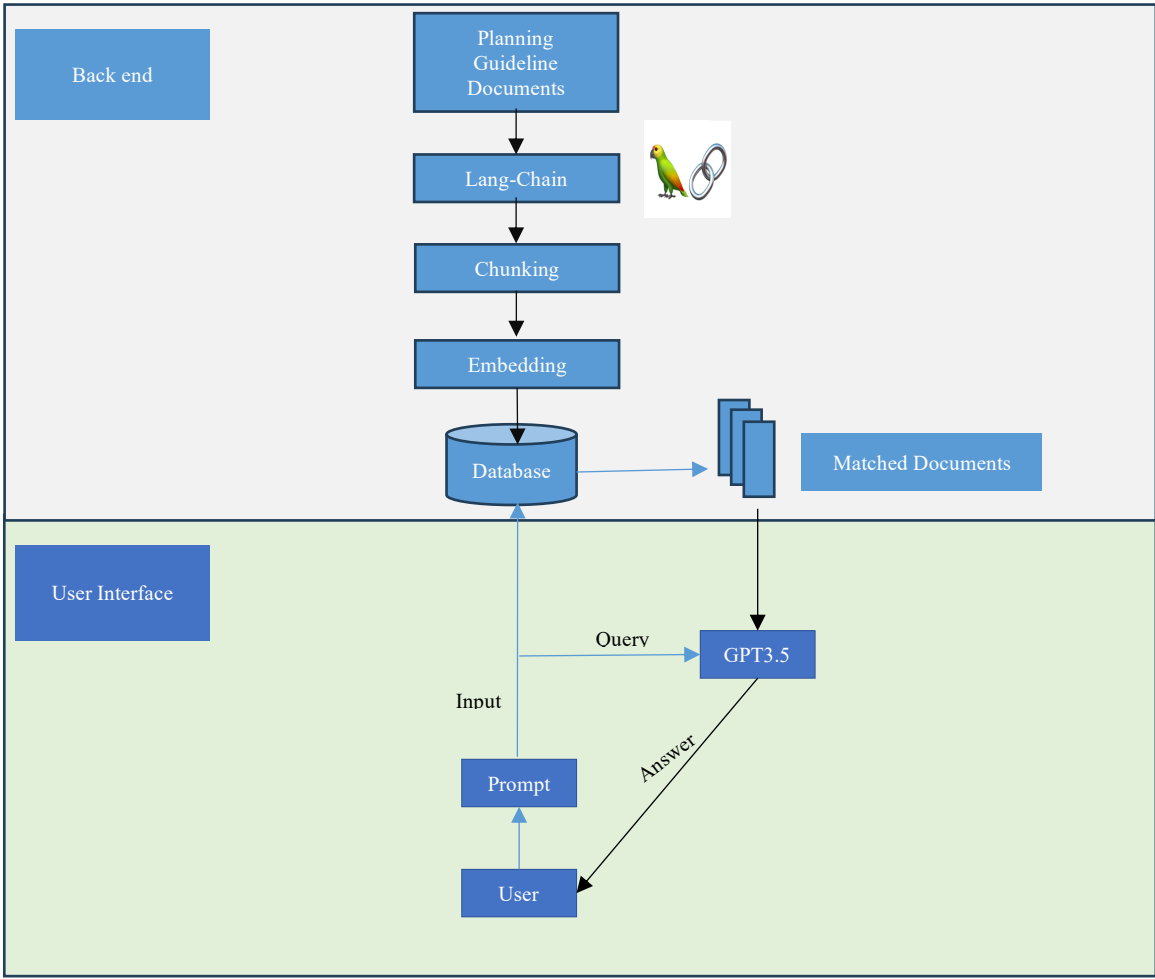 Back end
Planning
Guideline
Documents
Lang-Chain
Chunking
Embedding
Database
Matched Documents
User Interface
Query
GPT3.5
Input
Answer
Prompt
User